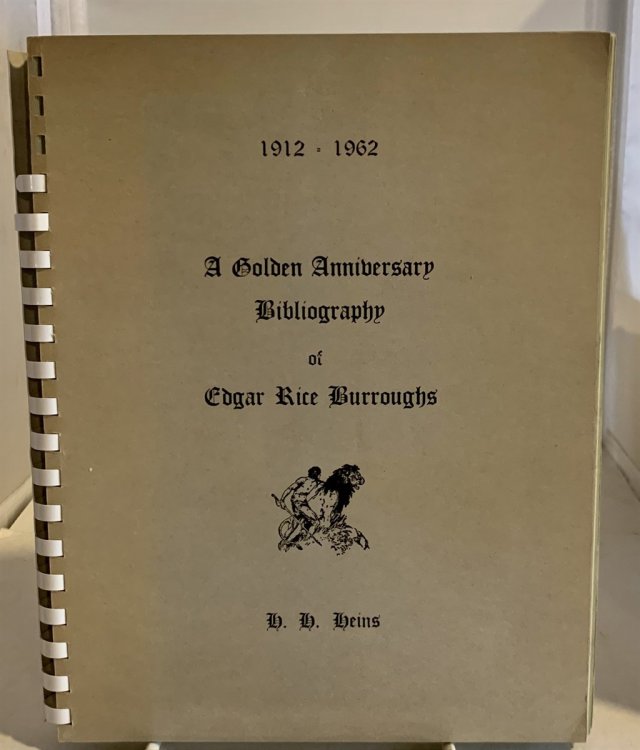 1912 - 1962
A Golden Anniversary
Bibliography
of
Edgar Rice Burroughs
H. H. Heins